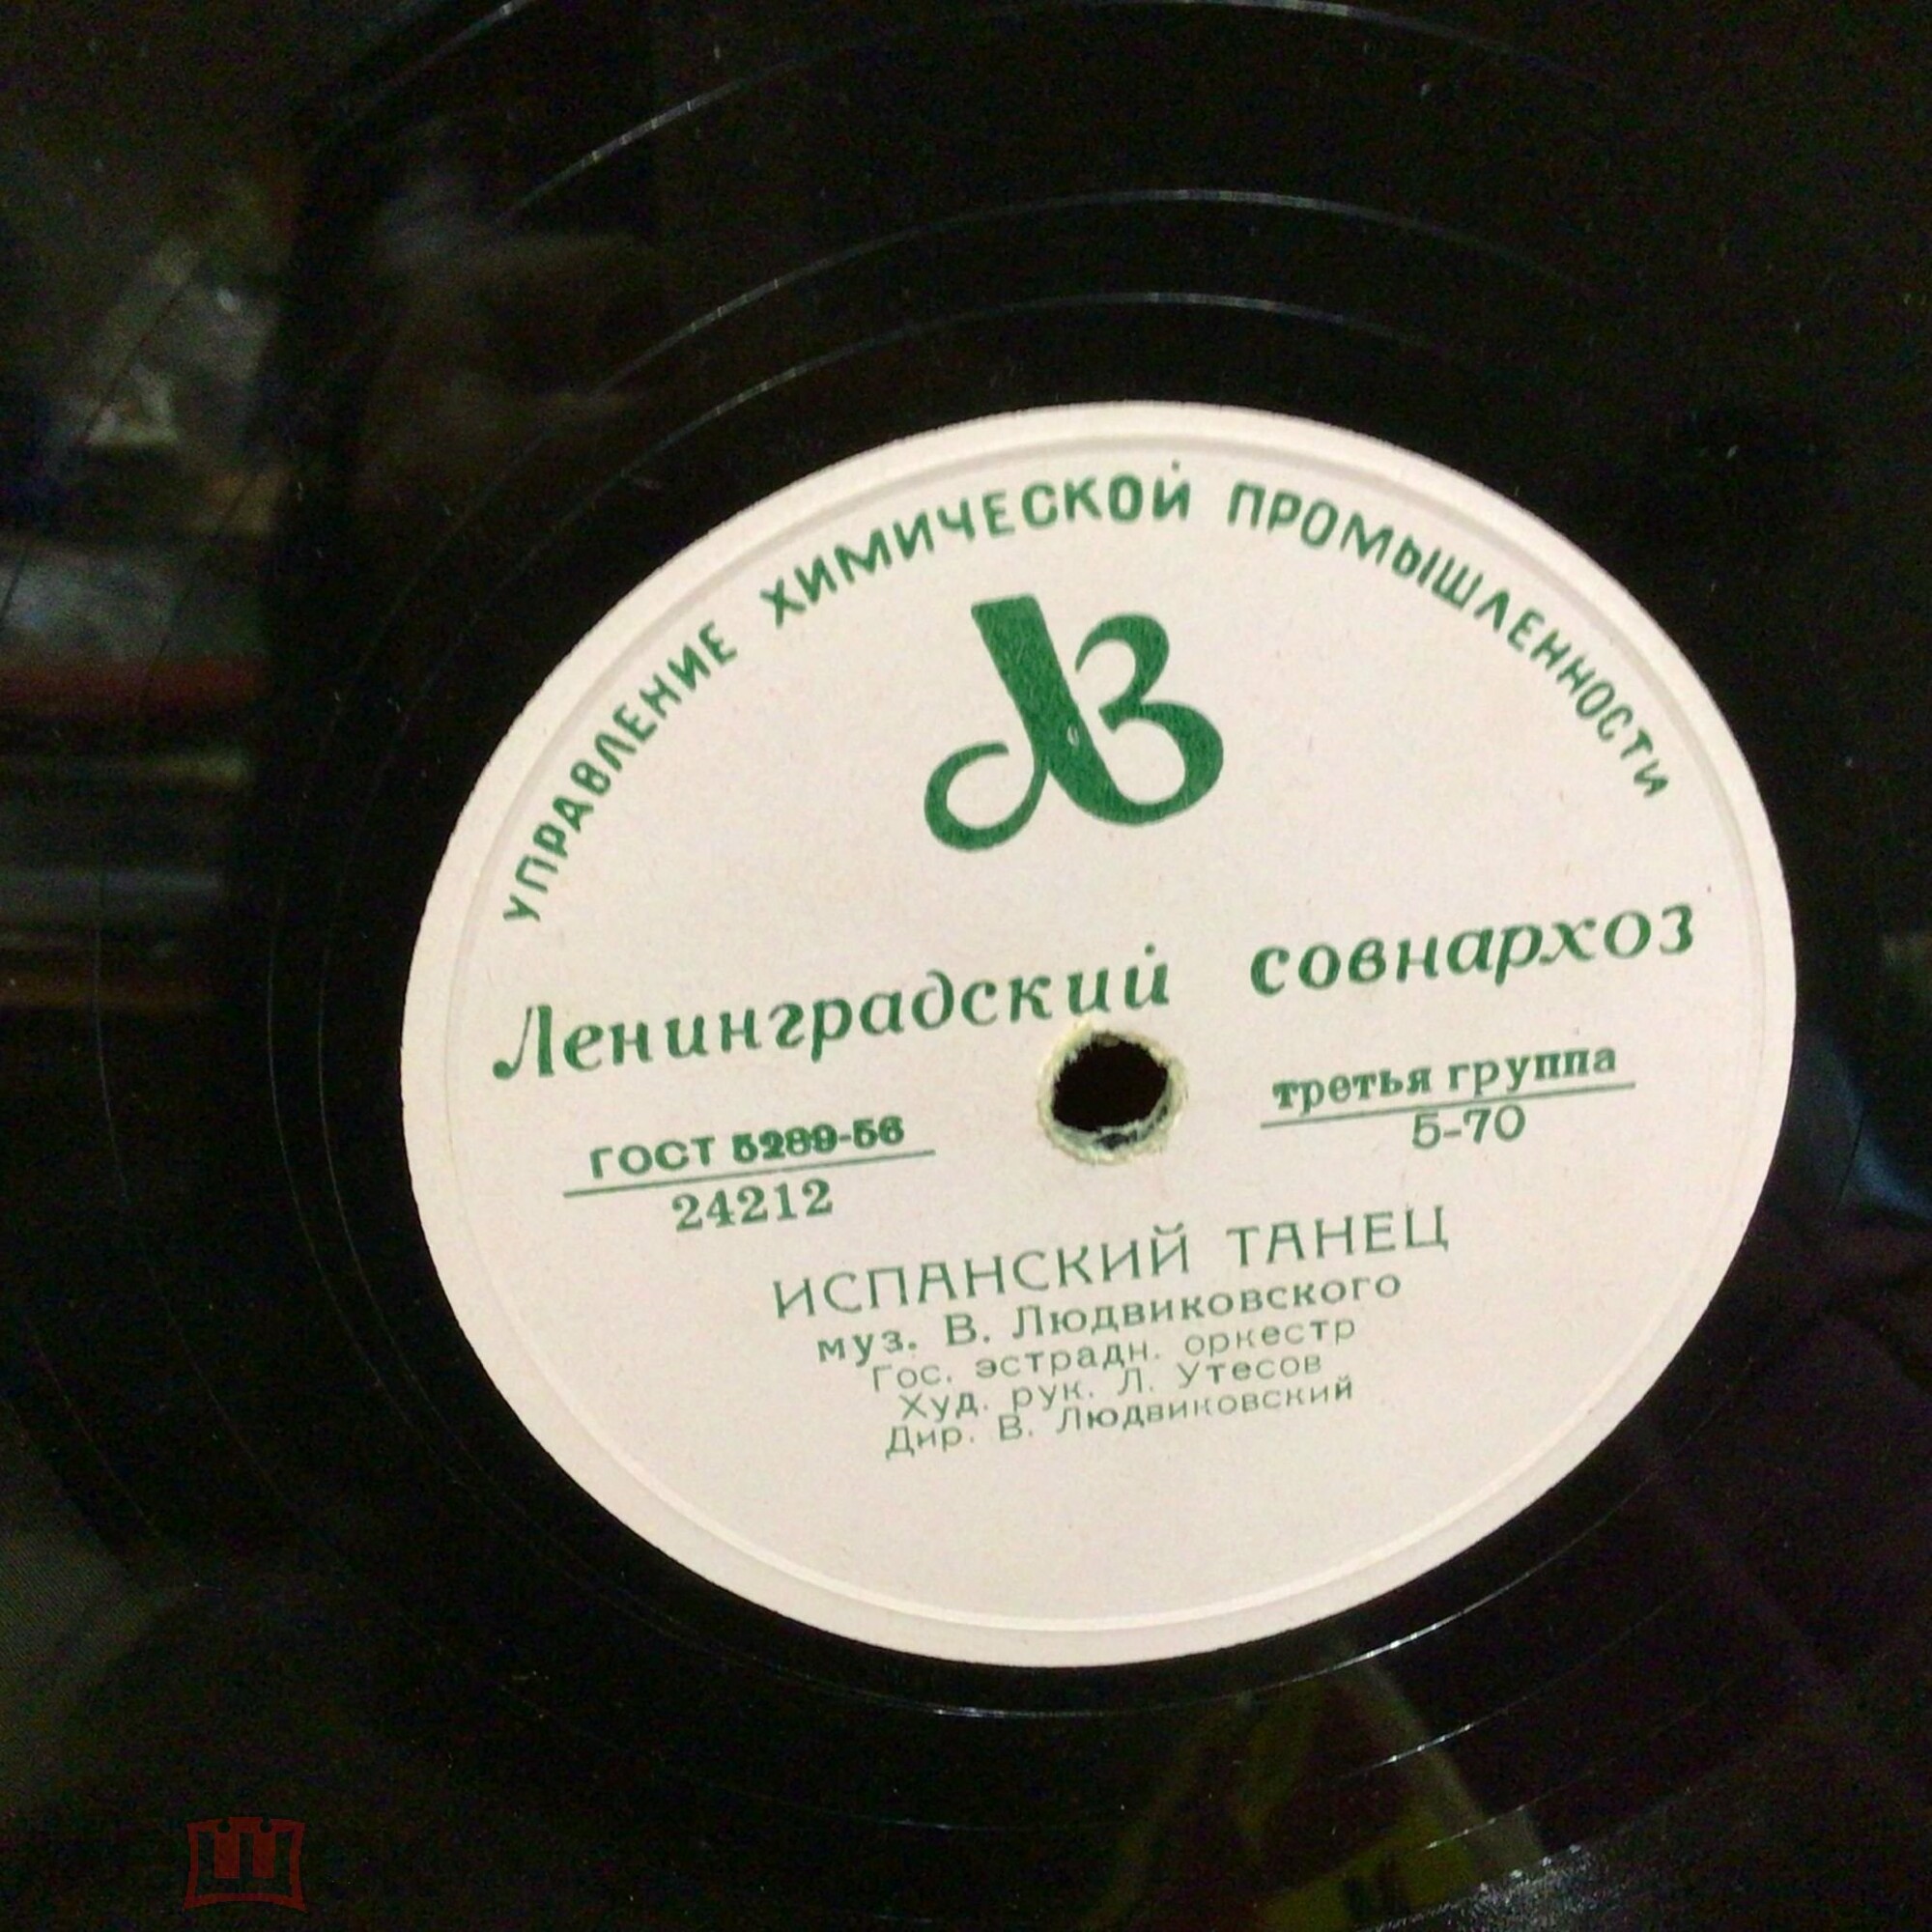 УПРАВЛЕНИЕ ХИМИЧЕСКОЙ ПРОМЫШЛЕННОСТИ
ЛВ
Ленинградский совнархоз
ГОСТ 5289-56
24212
третья группа
5-70
ИСПАНСКИЙ ТАНЕЦ
муз. В. Людвиковского
Гос. эстрадн. оркестр
Худ. рук. Л. Утесов
Дир. В. Людвиковский